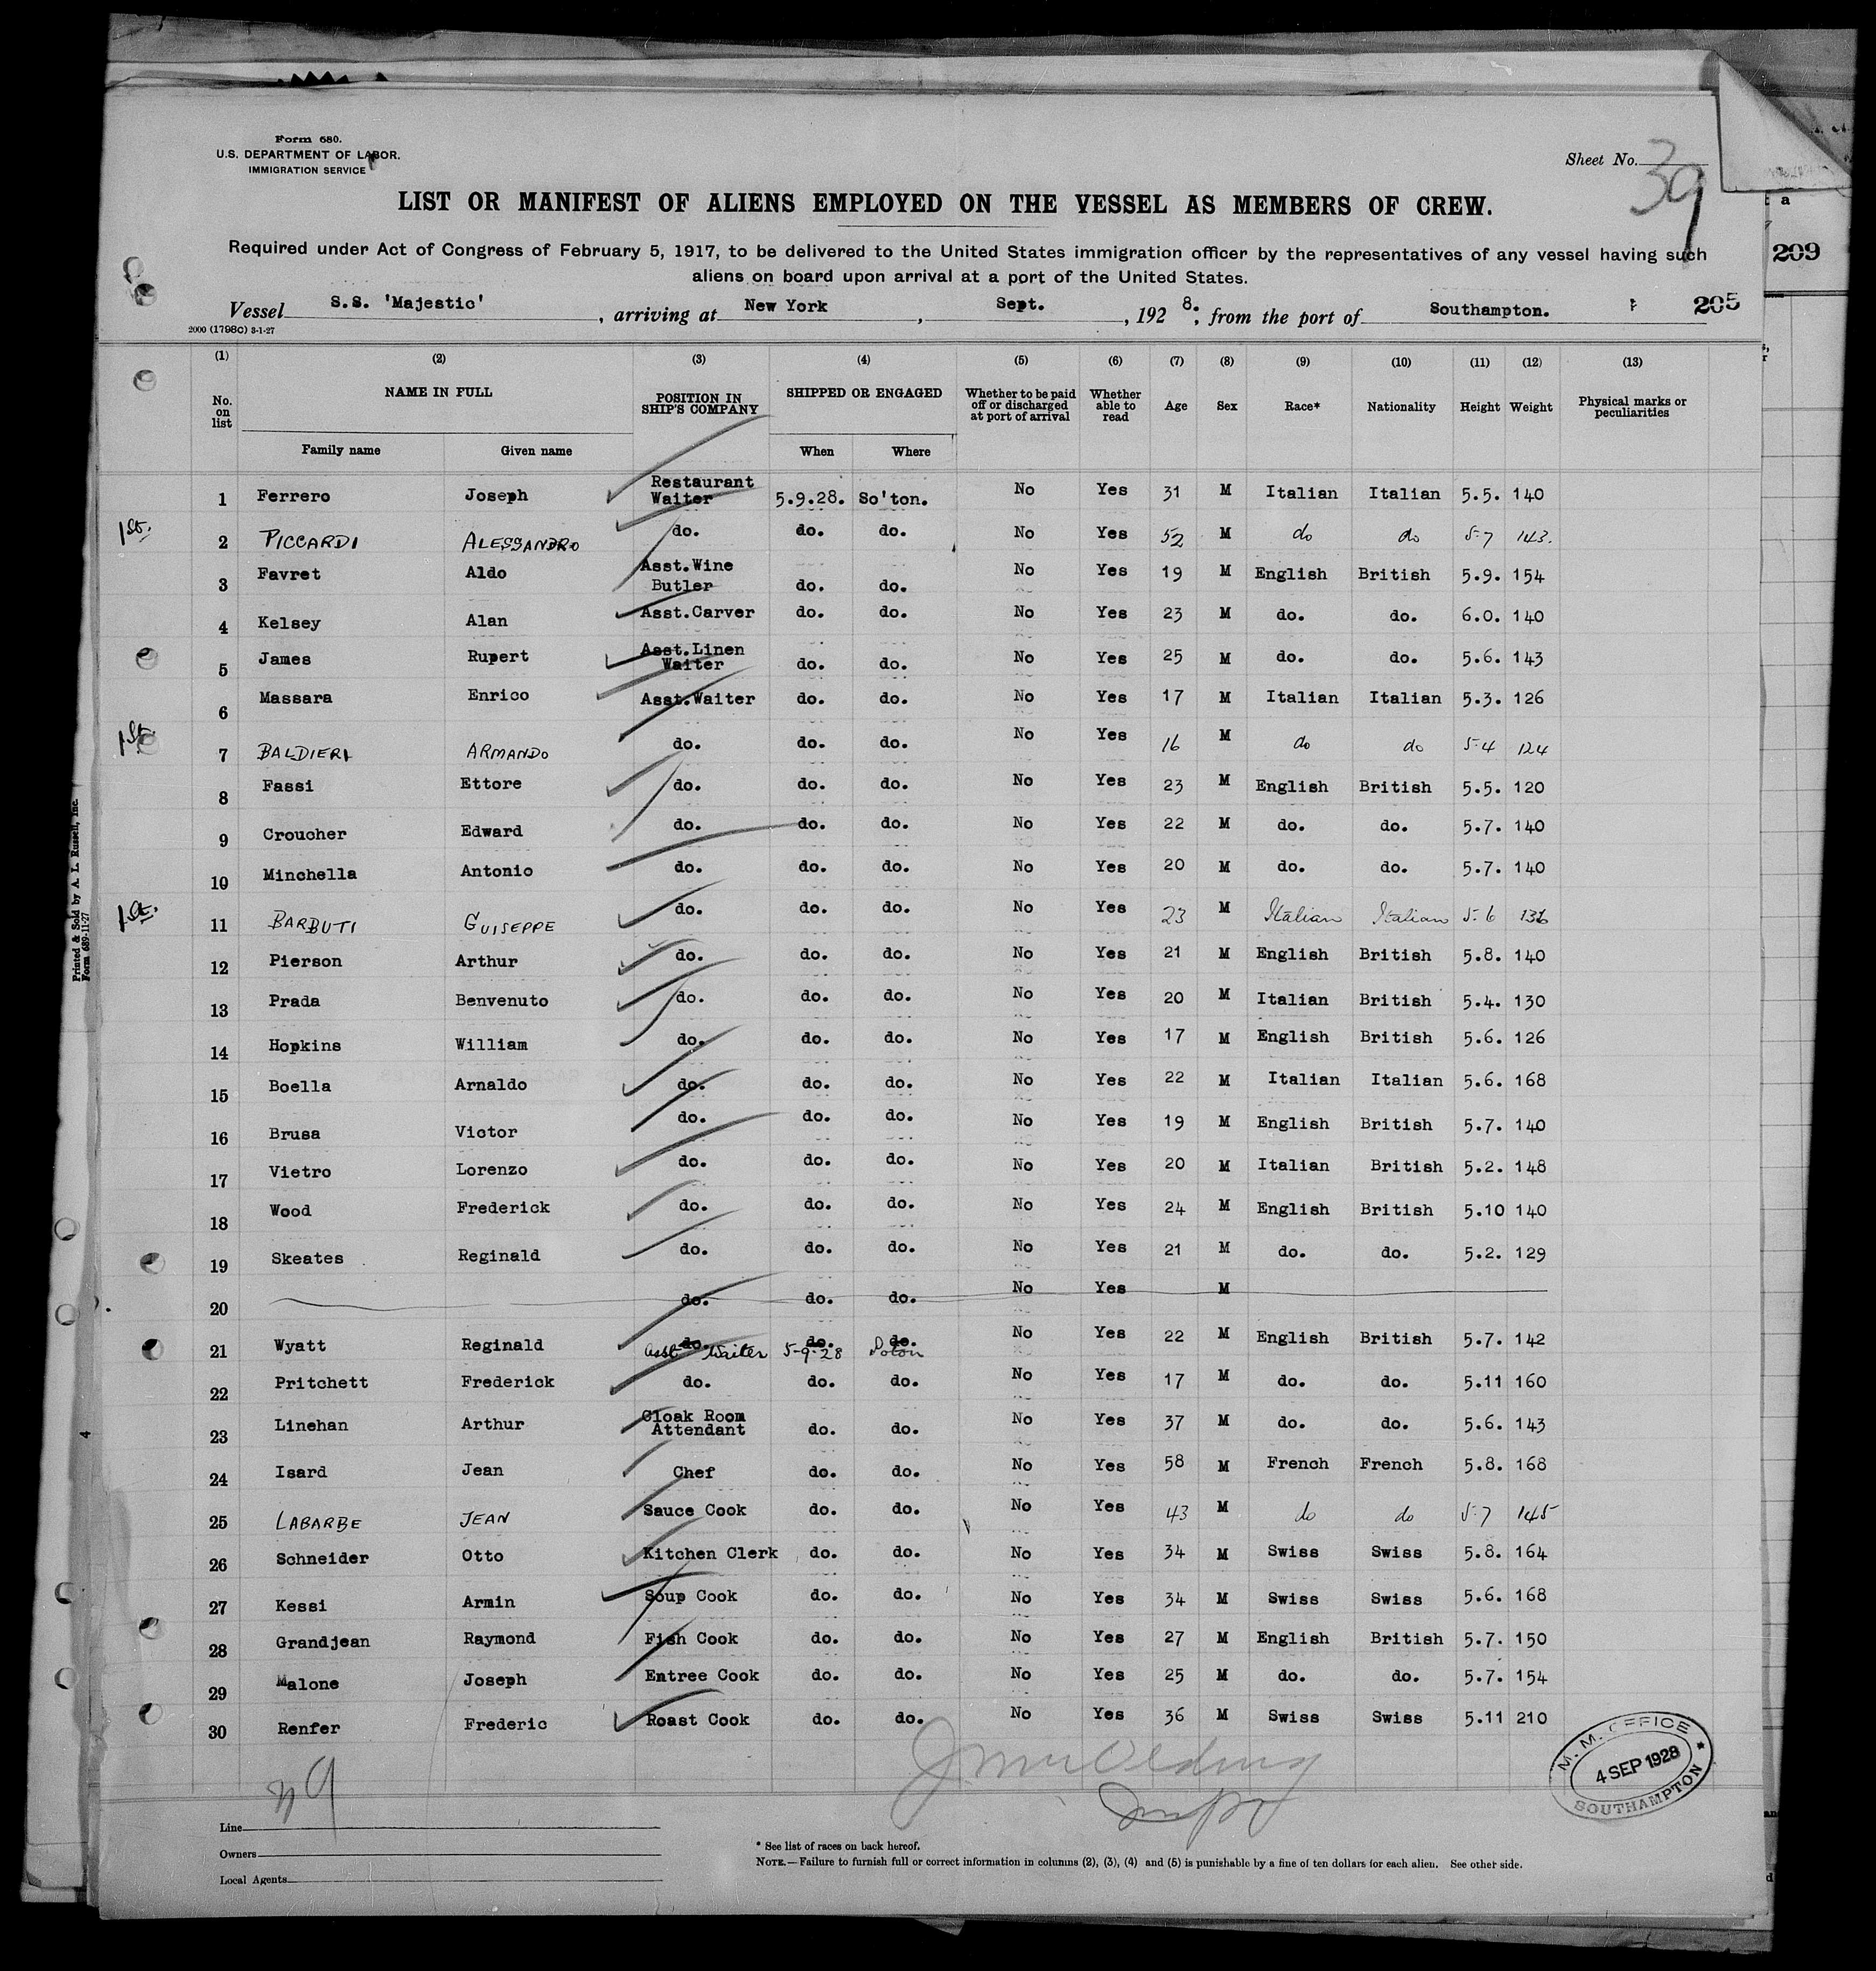 Form 680.
U.S. DEPARTMENT OF LABOR.
IMMIGRATION SERVICE
Sheet No. 39
LIST OR MANIFEST OF ALIENS EMPLOYED ON THE VESSEL AS MEMBERS OF CREW.
Required under Act of Congress of February 5, 1917, to be delivered to the United States immigration officer by the representatives of any vessel having such
aliens on board upon arrival at a port of the United States.
209
Vessel S.S. 'Majestic', arriving at New York, Sept., 1928., from the port of Southampton. 205
2000 (1798c) 3-1-27
(1) (2) (3) (4) (5) (6) (7) (8) (9) (10) (11) (12) (13)
No. on list NAME IN FULL POSITION IN SHIP'S COMPANY SHIPPED OR ENGAGED Whether to be paid off or discharged at port of arrival Whether able to read Age Sex Race* Nationality Height Weight Physical marks or peculiarities
Family name Given name When Where
1 Ferrero Joseph Restaurant Waiter 5.9.28. So'ton. No Yes 31 M Italian Italian 5.5. 140
1st. 2 PICCARDI ALESSANDRO do. do. do. No Yes 52 M do do 5-7 143.
3 Favret Aldo Asst.Wine Butler do. do. No Yes 19 M English British 5.9. 154
4 Kelsey Alan Asst.Carver do. do. No Yes 23 M do. do. 6.0. 140
5 James Rupert Asst.Linen Waiter do. do. No Yes 25 M do. do. 5.6. 143
6 Massara Enrico Asst.Waiter do. do. No Yes 17 M Italian Italian 5.3. 126
1st. 7 BALDIERI ARMANDO do. do. do. No Yes 16 M do do 5-4 124
8 Fassi Ettore do. do. do. No Yes 23 M English British 5.5. 120
9 Croucher Edward do. do. do. No Yes 22 M do. do. 5.7. 140
10 Minchella Antonio do. do. do. No Yes 20 M do. do. 5.7. 140
1st. 11 BARBUTI GUISEPPE do. do. do. No Yes 23 M Italian Italian 5-6 136
12 Pierson Arthur do. do. do. No Yes 21 M English British 5.8. 140
13 Prada Benvenuto do. do. do. No Yes 20 M Italian British 5.4. 130
14 Hopkins William do. do. do. No Yes 17 M English British 5.6. 126
15 Boella Arnaldo do. do. do. No Yes 22 M Italian Italian 5.6. 168
16 Brusa Victor do. do. do. No Yes 19 M English British 5.7. 140
17 Vietro Lorenzo do. do. do. No Yes 20 M Italian British 5.2. 148
18 Wood Frederick do. do. do. No Yes 24 M English British 5.10 140
19 Skeates Reginald do. do. do. No Yes 21 M do. do. 5.2. 129
20 do. do. do. No Yes M
21 Wyatt Reginald do. asst Waiter do. 5-9-28 do. Soton No Yes 22 M English British 5.7. 142
22 Pritchett Frederick do. do. do. No Yes 17 M do. do. 5.11 160
23 Linehan Arthur Cloak Room Attendant do. do. No Yes 37 M do. do. 5.6. 143
24 Isard Jean Chef do. do. No Yes 58 M French French 5.8. 168
25 LABARBE JEAN Sauce Cook do. do. No Yes 43 M do do 5-7 145
26 Schneider Otto Kitchen Clerk do. do. No Yes 34 M Swiss Swiss 5.8. 164
27 Kessi Armin Soup Cook do. do. No Yes 34 M Swiss Swiss 5.6. 168
28 Grandjean Raymond Fish Cook do. do. No Yes 27 M English British 5.7. 150
29 Malone Joseph Entree Cook do. do. No Yes 25 M do. do. 5.7. 154
30 Renfer Frederic Roast Cook do. do. No Yes 36 M Swiss Swiss 5.11 210
M. M. OFFICE
4 SEP 1928
SOUTHAMPTON
Line
Owners
Local Agents
* See list of races on back hereof.
NOTE.—Failure to furnish full or correct information in columns (2), (3), (4) and (5) is punishable by a fine of ten dollars for each alien. See other side.
Printed & Sold by A. L. Russell, Inc.
Form 689-11-27
4